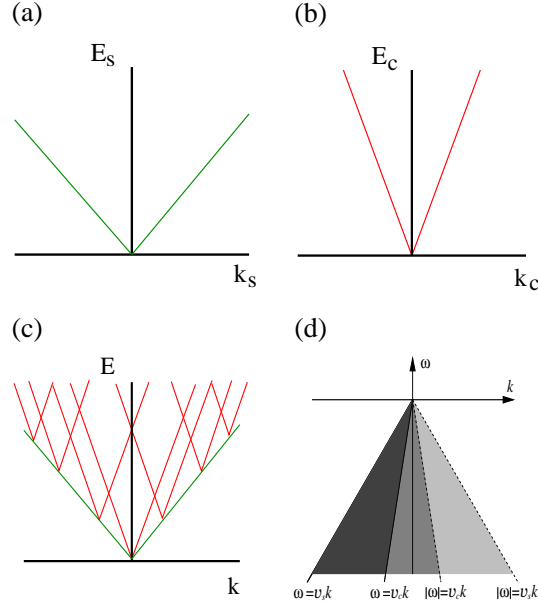 (a)
E_s
k_s
(b)
E_c
k_c
(c)
E
k
(d)
ω
k
ω=v_s k
ω=v_c k
|ω|=v_c k
|ω|=v_s k